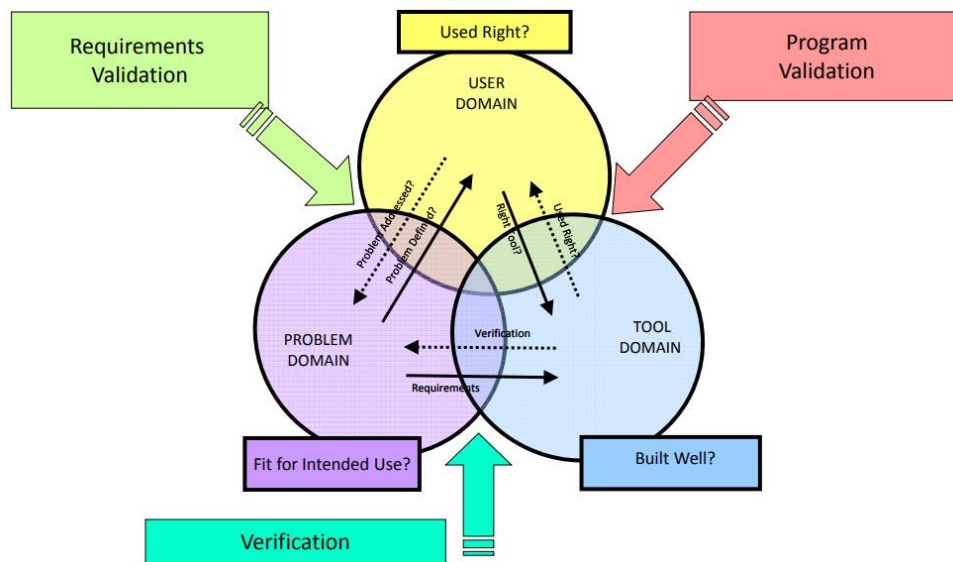 Used Right?
Requirements
Validation
Program
Validation
USER
DOMAIN
Problem Addressed?
Problem Defined?
Right Tool?
Used Right?
PROBLEM
DOMAIN
Verification
TOOL
DOMAIN
Requirements
Fit for Intended Use?
Built Well?
Verification